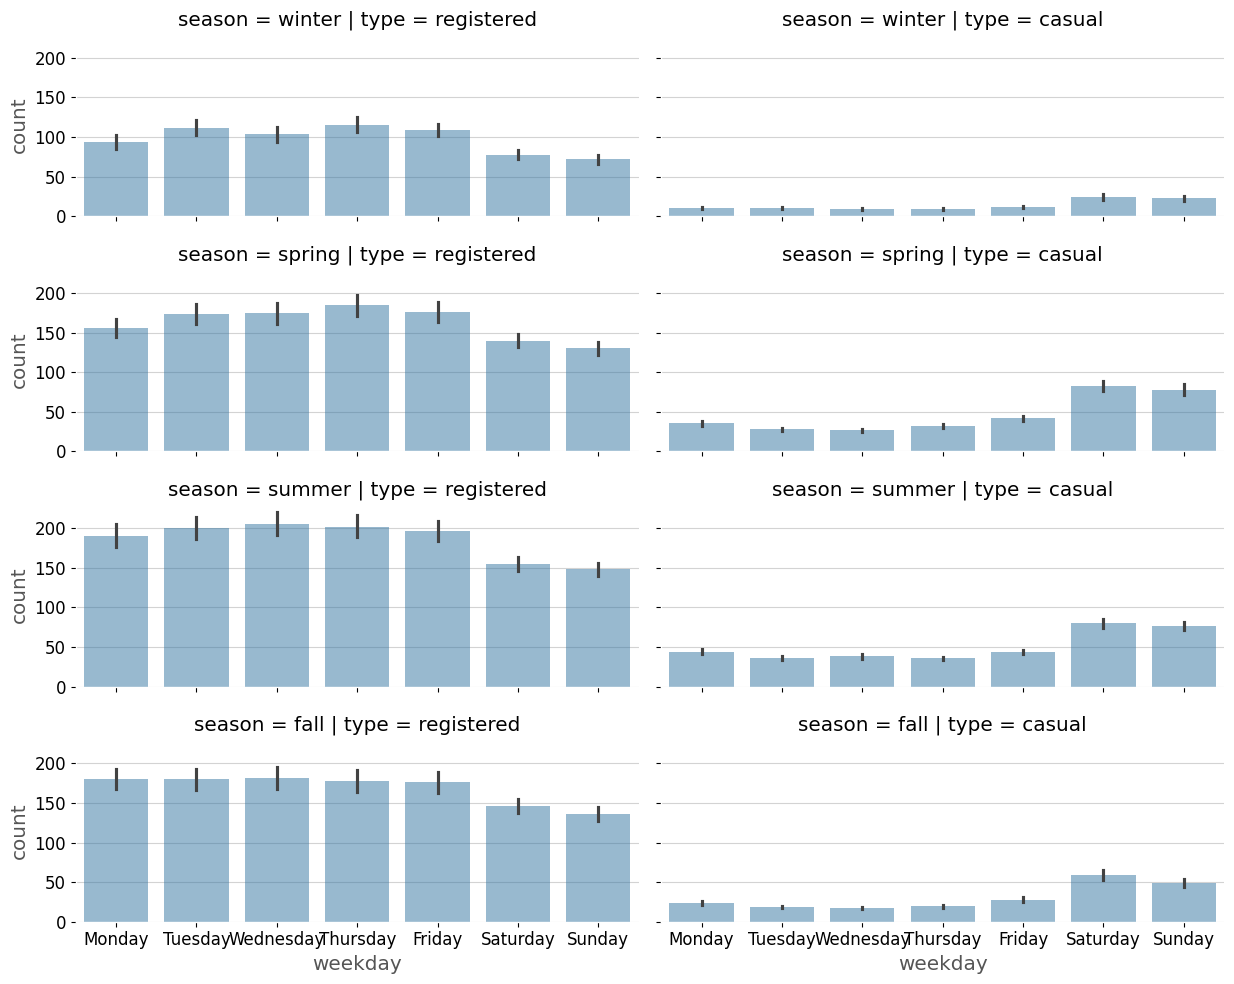 season = winter | type = registered
season = winter | type = casual
200
150
100
50
0
count
season = spring | type = registered
season = spring | type = casual
200
150
100
50
0
count
season = summer | type = registered
season = summer | type = casual
200
150
100
50
0
count
season = fall | type = registered
season = fall | type = casual
200
150
100
50
0
count
Monday Tuesday Wednesday Thursday Friday Saturday Sunday
weekday
Monday Tuesday Wednesday Thursday Friday Saturday Sunday
weekday